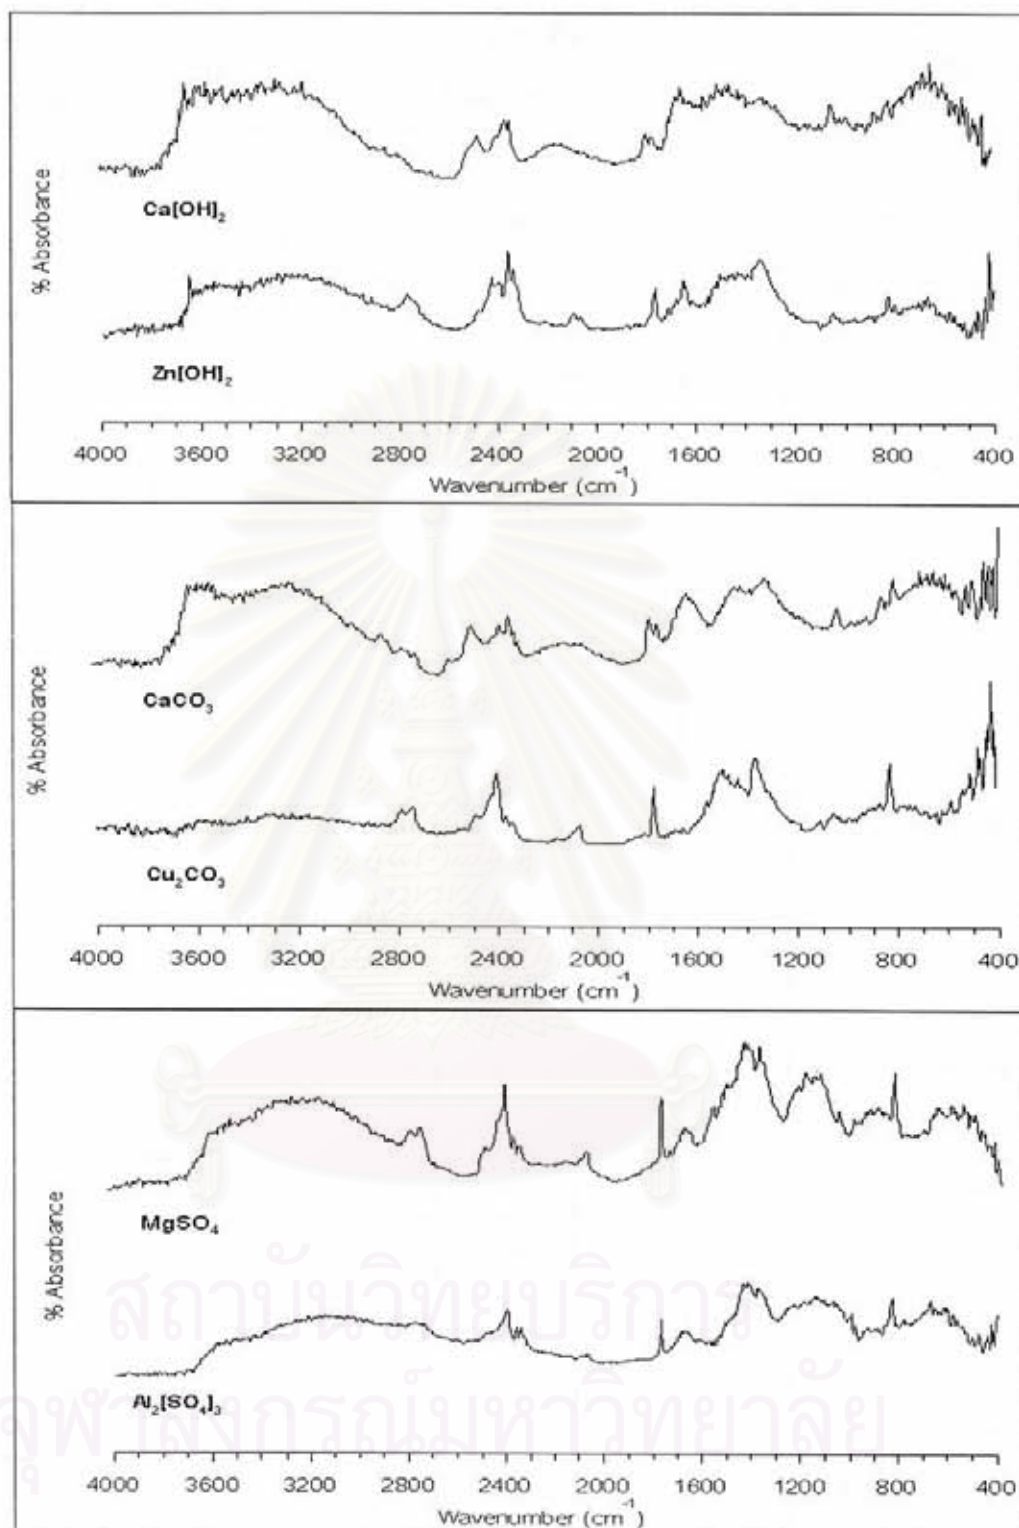 % Absorbance
Ca[OH]₂
Zn[OH]₂
4000 3600 3200 2800 2400 2000 1600 1200 800 400
Wavenumber (cm⁻¹)
% Absorbance
CaCO₃
Cu₂CO₃
4000 3600 3200 2800 2400 2000 1600 1200 800 400
Wavenumber (cm⁻¹)
% Absorbance
MgSO₄
Al₂[SO₄]₃
4000 3600 3200 2800 2400 2000 1600 1200 800 400
Wavenumber (cm⁻¹)
สถาบันวิทยบริการ
จุฬาลงกรณ์มหาวิทยาลัย